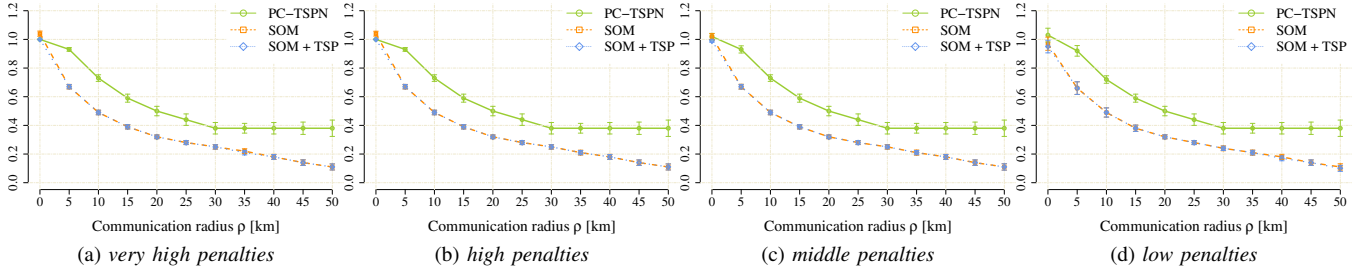 PC−TSPN
SOM
SOM + TSP
0.0 0.2 0.4 0.6 0.8 1.0 1.2
0 5 10 15 20 25 30 35 40 45 50
Communication radius ρ [km]
(a) very high penalties
PC−TSPN
SOM
SOM + TSP
0.0 0.2 0.4 0.6 0.8 1.0 1.2
0 5 10 15 20 25 30 35 40 45 50
Communication radius ρ [km]
(b) high penalties
PC−TSPN
SOM
SOM + TSP
0.0 0.2 0.4 0.6 0.8 1.0 1.2
0 5 10 15 20 25 30 35 40 45 50
Communication radius ρ [km]
(c) middle penalties
PC−TSPN
SOM
SOM + TSP
0.0 0.2 0.4 0.6 0.8 1.0 1.2
0 5 10 15 20 25 30 35 40 45 50
Communication radius ρ [km]
(d) low penalties